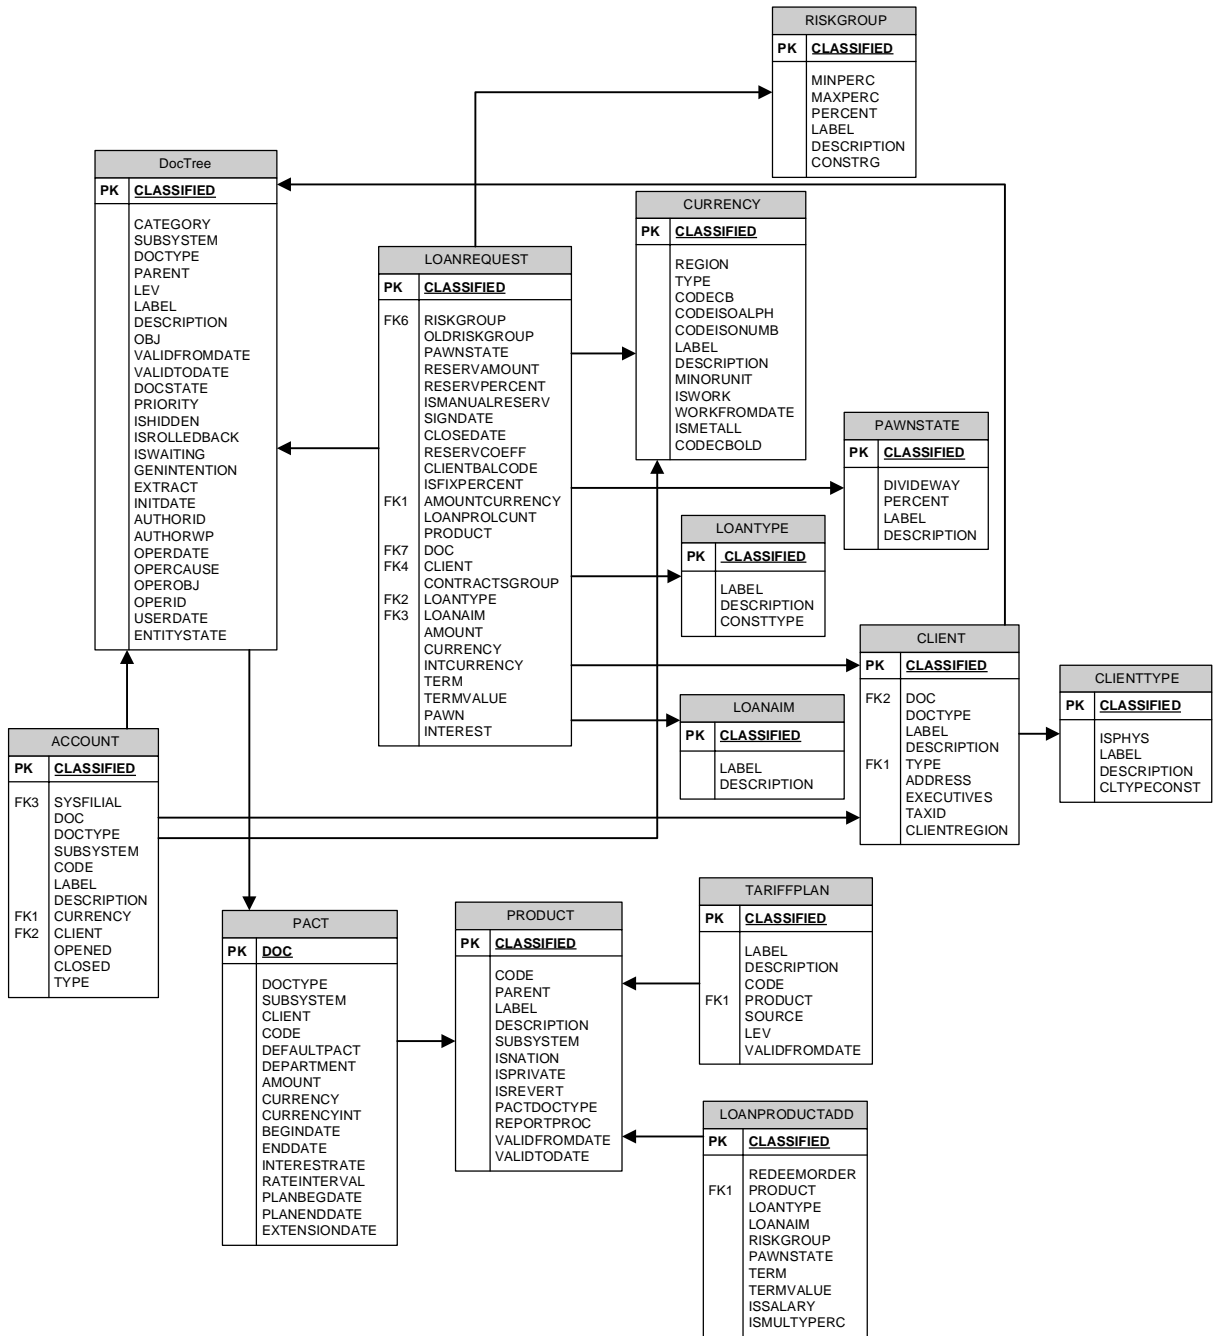 RISKGROUP
PK CLASSIFIED
MINPERC
MAXPERC
PERCENT
LABEL
DESCRIPTION
CONSTRG
DocTree
PK CLASSIFIED
CATEGORY
SUBSYSTEM
DOCTYPE
PARENT
LEV
LABEL
DESCRIPTION
OBJ
VALIDFROMDATE
VALIDTODATE
DOCSTATE
PRIORITY
ISHIDDEN
ISROLLEDBACK
ISWAITING
GENINTENTION
EXTRACT
INITDATE
AUTHORID
AUTHORWP
OPERDATE
OPERCAUSE
OPEROBJ
OPERID
USERDATE
ENTITYSTATE
LOANREQUEST
PK CLASSIFIED
FK6 RISKGROUP
OLDRISKGROUP
PAWNSTATE
RESERVAMOUNT
RESERVPERCENT
ISMANUALRESERV
SIGNDATE
CLOSEDATE
RESERVCOEFF
CLIENTBALCODE
ISFIXPERCENT
FK1 AMOUNTCURRENCY
LOANPROLCUNT
PRODUCT
FK7 DOC
FK4 CLIENT
CONTRACTSGROUP
FK2 LOANTYPE
FK3 LOANAIM
AMOUNT
CURRENCY
INTCURRENCY
TERM
TERMVALUE
PAWN
INTEREST
CURRENCY
PK CLASSIFIED
REGION
TYPE
CODECB
CODEISOALPH
CODEISONUMB
LABEL
DESCRIPTION
MINORUNIT
ISWORK
WORKFROMDATE
ISMETALL
CODECBOLD
PAWNSTATE
PK CLASSIFIED
DIVIDEWAY
PERCENT
LABEL
DESCRIPTION
LOANTYPE
PK CLASSIFIED
LABEL
DESCRIPTION
CONSTTYPE
CLIENT
PK CLASSIFIED
FK2 DOC
DOCTYPE
LABEL
DESCRIPTION
FK1 TYPE
ADDRESS
EXECUTIVES
TAXID
CLIENTREGION
CLIENTTYPE
PK CLASSIFIED
ISPHYS
LABEL
DESCRIPTION
CLTYPECONST
LOANAIM
PK CLASSIFIED
LABEL
DESCRIPTION
ACCOUNT
PK CLASSIFIED
FK3 SYSFILIAL
DOC
DOCTYPE
SUBSYSTEM
CODE
LABEL
DESCRIPTION
FK1 CURRENCY
FK2 CLIENT
OPENED
CLOSED
TYPE
PACT
PK DOC
DOCTYPE
SUBSYSTEM
CLIENT
CODE
DEFAULTPACT
DEPARTMENT
AMOUNT
CURRENCY
CURRENCYINT
BEGINDATE
ENDDATE
INTERESTRATE
RATEINTERVAL
PLANBEGDATE
PLANENDDATE
EXTENSIONDATE
PRODUCT
PK CLASSIFIED
CODE
PARENT
LABEL
DESCRIPTION
SUBSYSTEM
ISNATION
ISPRIVATE
ISREVERT
PACTDOCTYPE
REPORTPROC
VALIDFROMDATE
VALIDTODATE
TARIFFPLAN
PK CLASSIFIED
LABEL
DESCRIPTION
CODE
FK1 PRODUCT
SOURCE
LEV
VALIDFROMDATE
LOANPRODUCTADD
PK CLASSIFIED
REDEEMORDER
FK1 PRODUCT
LOANTYPE
LOANAIM
RISKGROUP
PAWNSTATE
TERM
TERMVALUE
ISSALARY
ISMULTYPERC